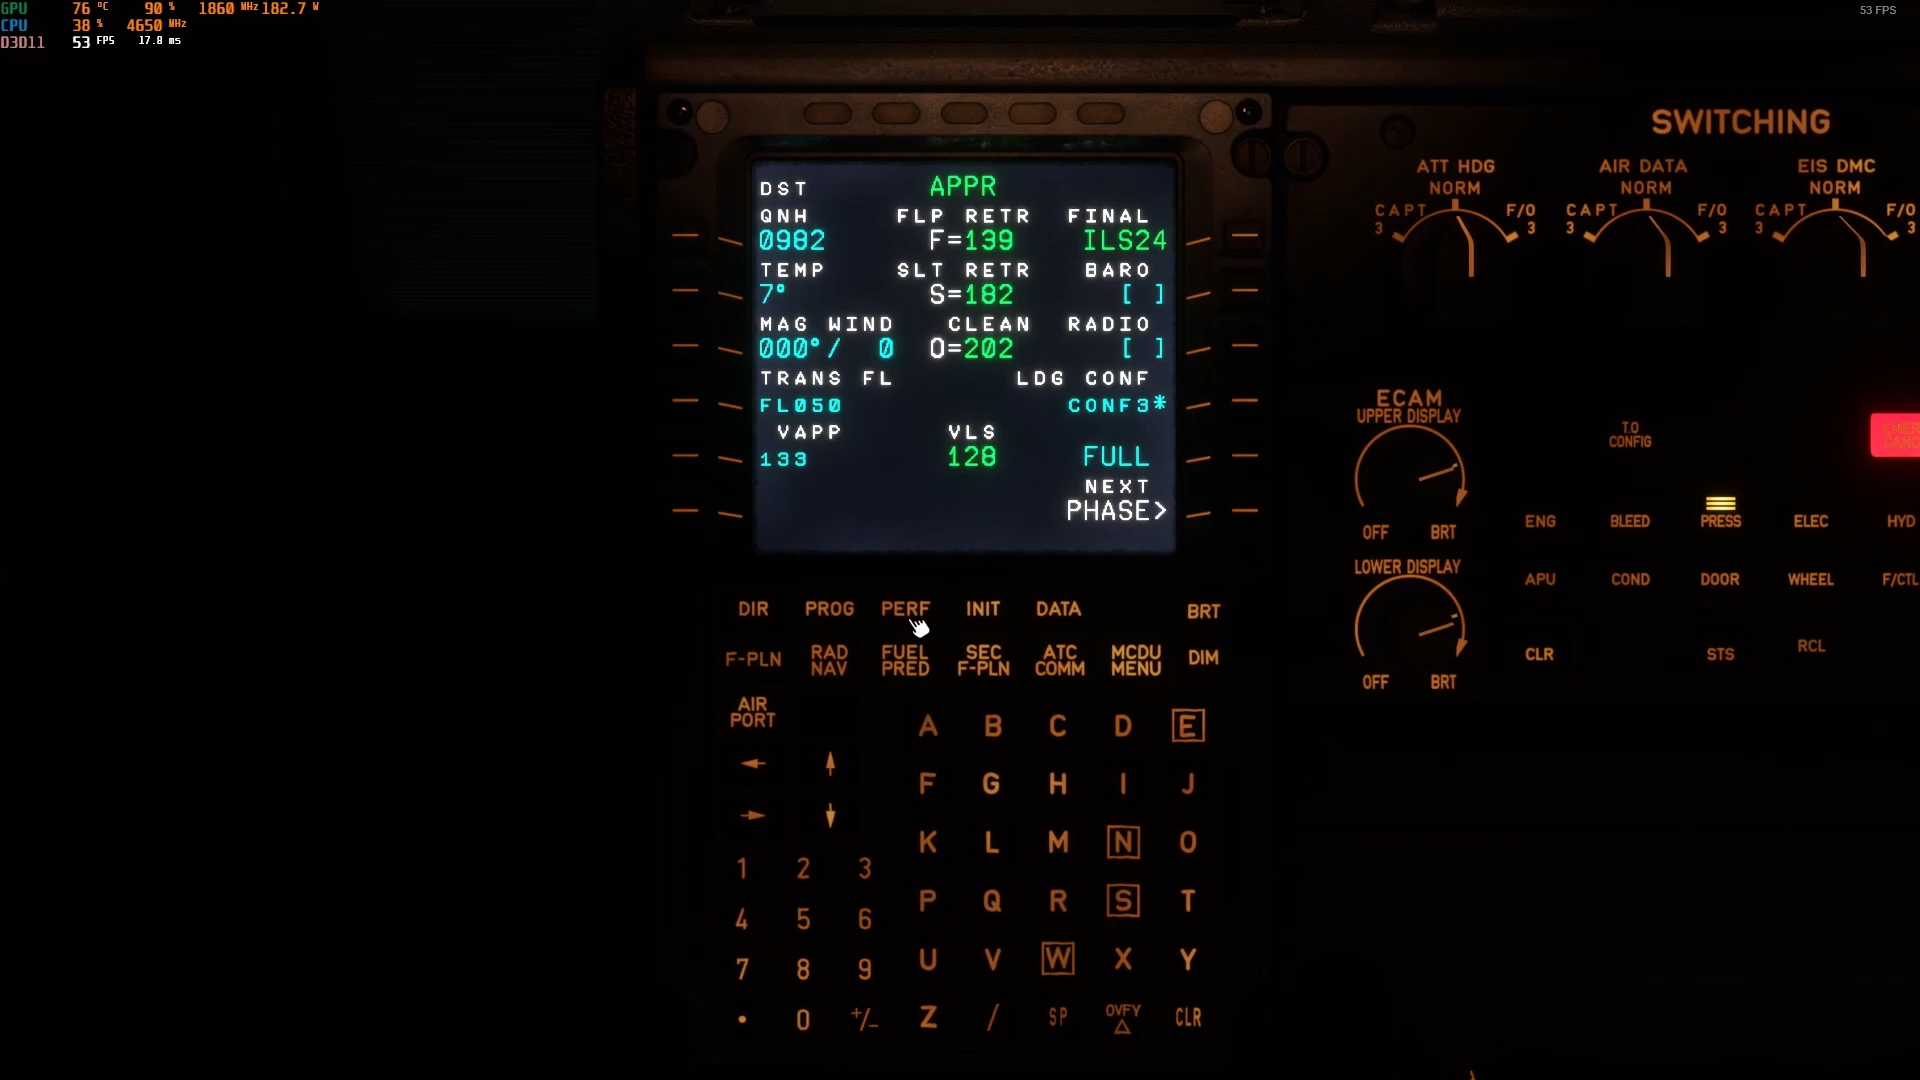 GPU 76 °C 90 % 1860 MHz 182.7 W
CPU 38 % 4650 MHz
D3D11 53 FPS 17.8 ms
53 FPS
DST APPR
QNH FLP RETR FINAL
0982 F=139 ILS24
TEMP SLT RETR BARO
7° S=182 [ ]
MAG WIND CLEAN RADIO
000°/ 0 O=202 [ ]
TRANS FL LDG CONF
FL050 CONF3*
VAPP VLS
133 128 FULL
NEXT
PHASE>
DIR PROG PERF INIT DATA BRT
F-PLN RAD NAV FUEL PRED SEC F-PLN ATC COMM MCDU MENU DIM
AIR PORT
A B C D E
F G H I J
K L M N O
1 2 3
P Q R S T
4 5 6
U V W X Y
7 8 9
. 0 +/- Z / SP OVFY △ CLR
SWITCHING
ATT HDG AIR DATA EIS DMC
NORM NORM NORM
CAPT F/O CAPT F/O CAPT F/O
3 3 3 3 3 3
ECAM
UPPER DISPLAY
T.O
CONFIG
OFF BRT
ENG BLEED PRESS ELEC HYD
LOWER DISPLAY
APU COND DOOR WHEEL F/CTL
CLR STS RCL
OFF BRT